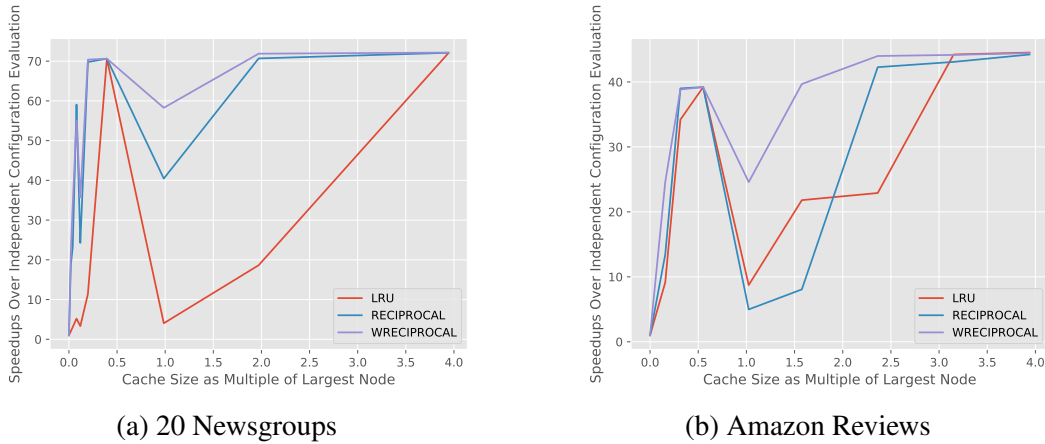 Speedups Over Independent Configuration Evaluation
70
60
50
40
30
20
10
0
0.0 0.5 1.0 1.5 2.0 2.5 3.0 3.5 4.0
Cache Size as Multiple of Largest Node
LRU
RECIPROCAL
WRECIPROCAL
(a) 20 Newsgroups
Speedups Over Independent Configuration Evaluation
40
30
20
10
0
0.0 0.5 1.0 1.5 2.0 2.5 3.0 3.5 4.0
Cache Size as Multiple of Largest Node
LRU
RECIPROCAL
WRECIPROCAL
(b) Amazon Reviews